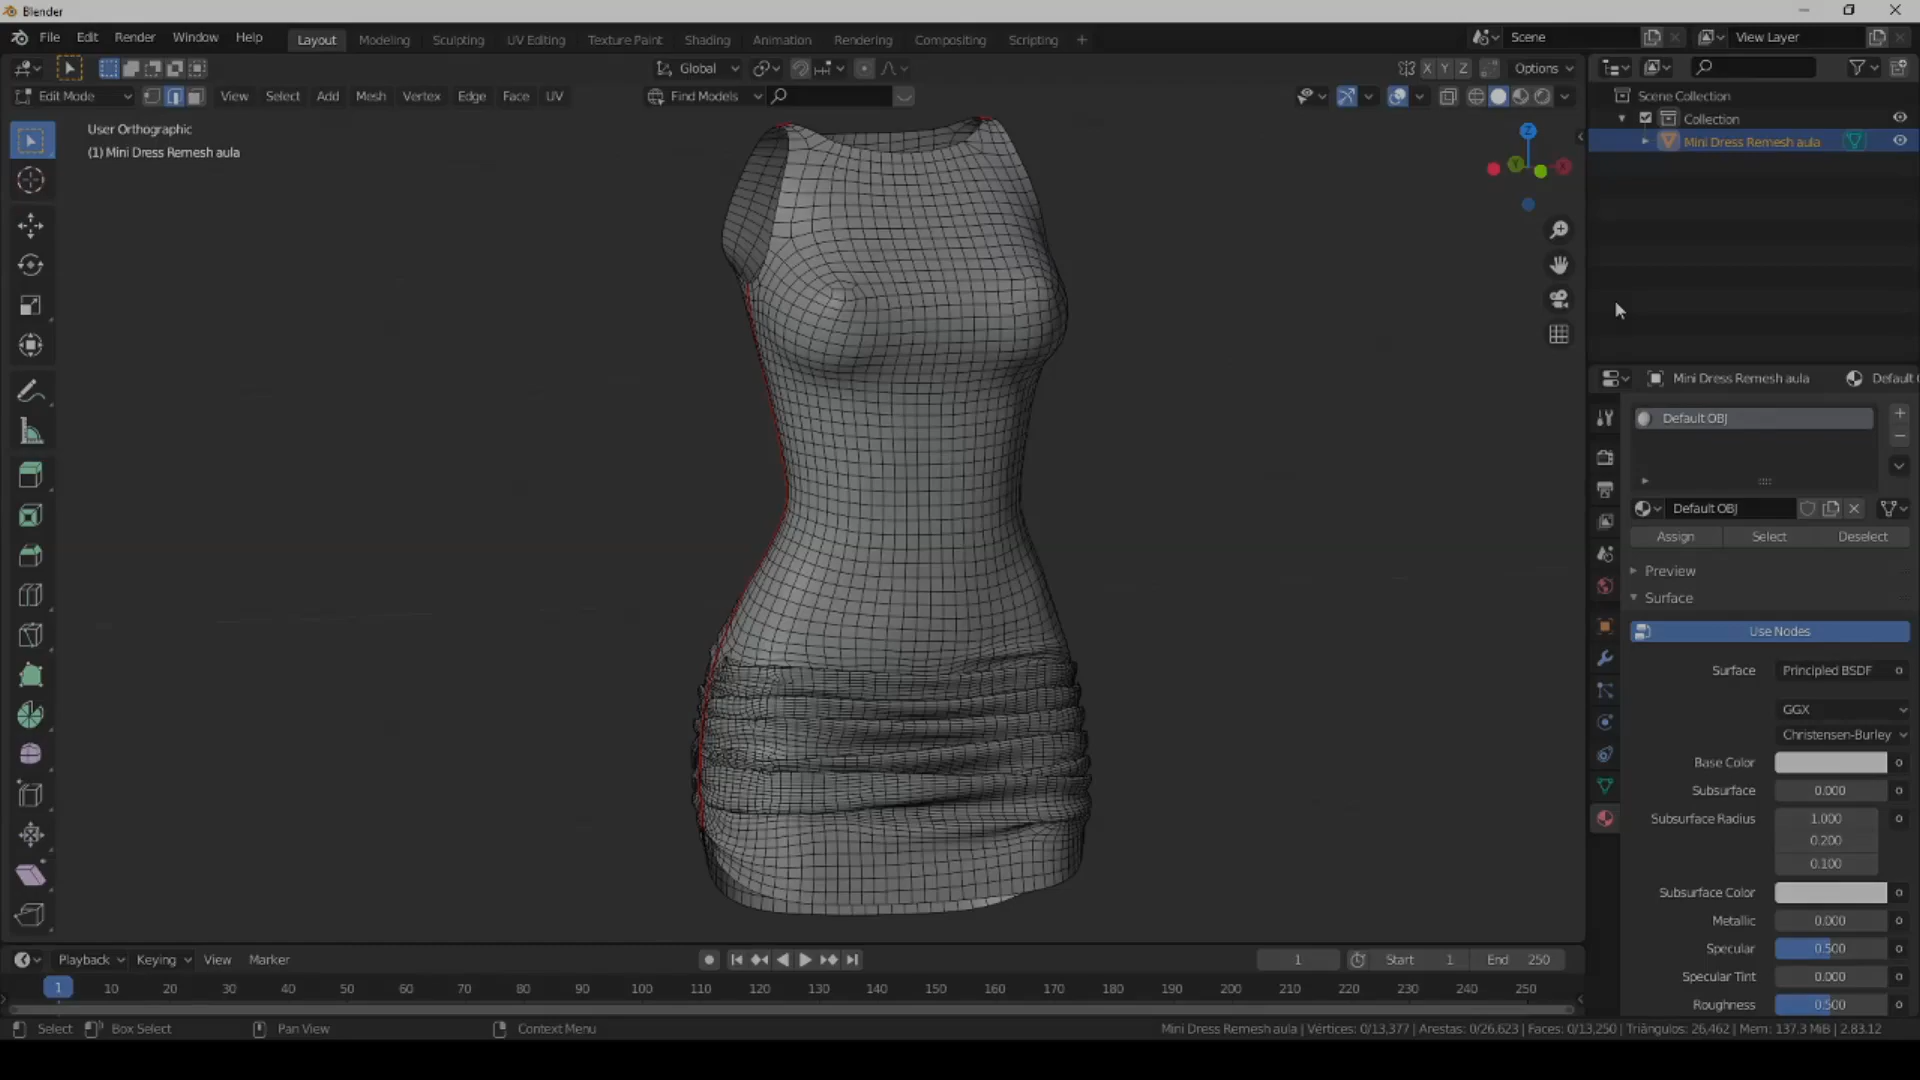 Blender
File Edit Render Window Help Layout Modeling Sculpting UV Editing Texture Paint Shading Animation Rendering Compositing Scripting + Scene View Layer
Global X Y Z Options
Edit Mode View Select Add Mesh Vertex Edge Face UV Find Models
Scene Collection
Collection
Mini Dress Remesh aula
User Orthographic
(1) Mini Dress Remesh aula
Z
Y
X
Mini Dress Remesh aula Default
Default OBJ
Default OBJ
Assign Select Deselect
Preview
Surface
Use Nodes
Surface Principled BSDF
GGX
Christensen-Burley
Base Color
Subsurface 0.000
Subsurface Radius 1.000
0.200
0.100
Subsurface Color
Metallic 0.000
Specular 0.500
Specular Tint 0.000
Roughness 0.500
Playback Keying View Marker 1 Start 1 End 250
1 10 20 30 40 50 60 70 80 90 100 110 120 130 140 150 160 170 180 190 200 210 220 230 240 250
Select Box Select Pan View Context Menu Mini Dress Remesh aula | Vértices: 0/13,377 | Arestas: 0/26.623 | Faces: 0/13,250 | Triângulos: 26,462 | Mem: 137.3 MiB | 2.83.12